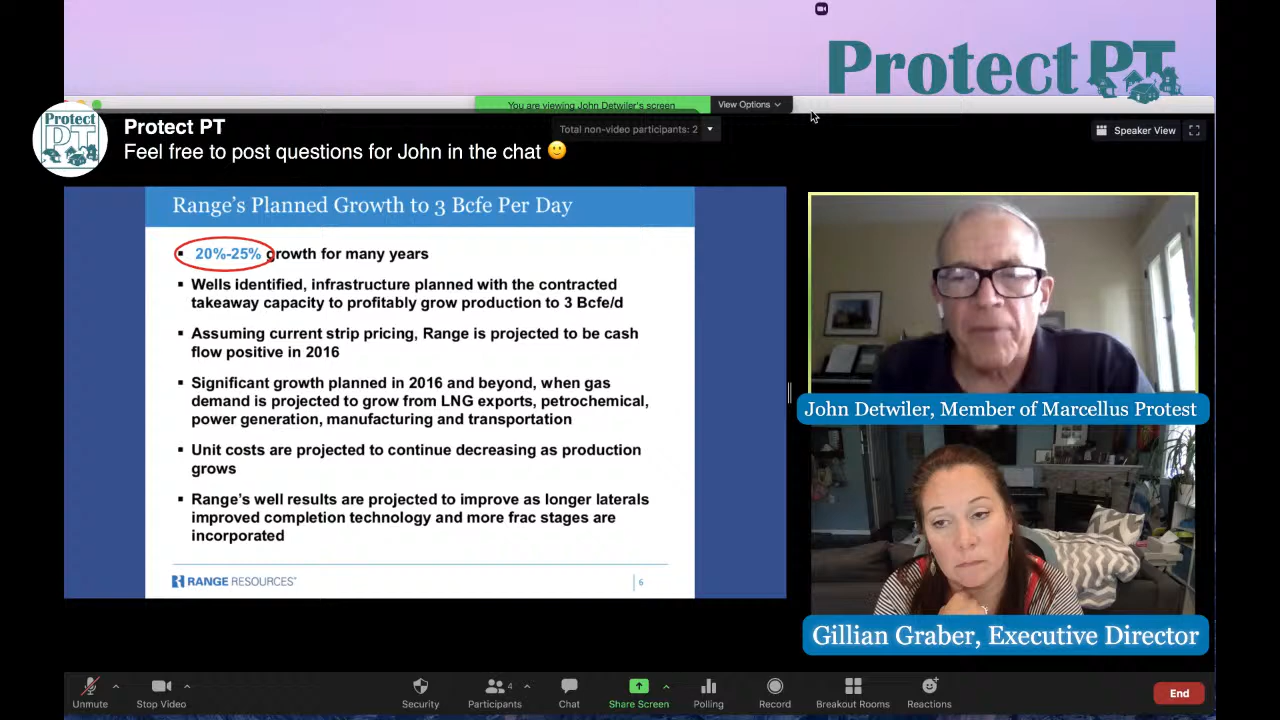 Protect PT
You are viewing John Detwiler's screen
View Options
Protect PT
Protect PT
Feel free to post questions for John in the chat 🙂
Total non-video participants: 2
Speaker View
Range's Planned Growth to 3 Bcfe Per Day
▪ 20%-25% growth for many years
▪ Wells identified, infrastructure planned with the contracted
takeaway capacity to profitably grow production to 3 Bcfe/d
▪ Assuming current strip pricing, Range is projected to be cash
flow positive in 2016
▪ Significant growth planned in 2016 and beyond, when gas
demand is projected to grow from LNG exports, petrochemical,
power generation, manufacturing and transportation
▪ Unit costs are projected to continue decreasing as production
grows
▪ Range's well results are projected to improve as longer laterals
improved completion technology and more frac stages are
incorporated
RANGE RESOURCES
6
John Detwiler, Member of Marcellus Protest
Gillian Graber, Executive Director
Unmute
Stop Video
Security
Participants
4
Chat
Share Screen
Polling
Record
Breakout Rooms
Reactions
End